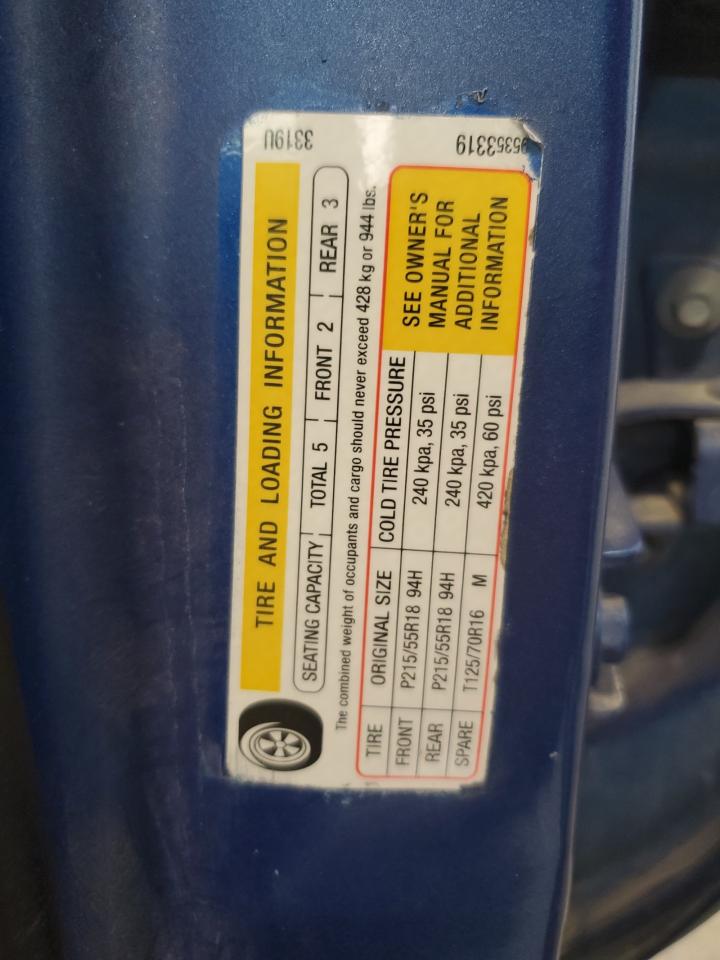 TIRE AND LOADING INFORMATION
SEATING CAPACITY TOTAL 5 FRONT 2 REAR 3
The combined weight of occupants and cargo should never exceed 428 kg or 944 lbs.
TIRE ORIGINAL SIZE COLD TIRE PRESSURE
FRONT P215/55R18 94H 240 kpa, 35 psi
REAR P215/55R18 94H 240 kpa, 35 psi
SPARE T125/70R16 M 420 kpa, 60 psi
SEE OWNER'S
MANUAL FOR
ADDITIONAL
INFORMATION
3319U
95353319